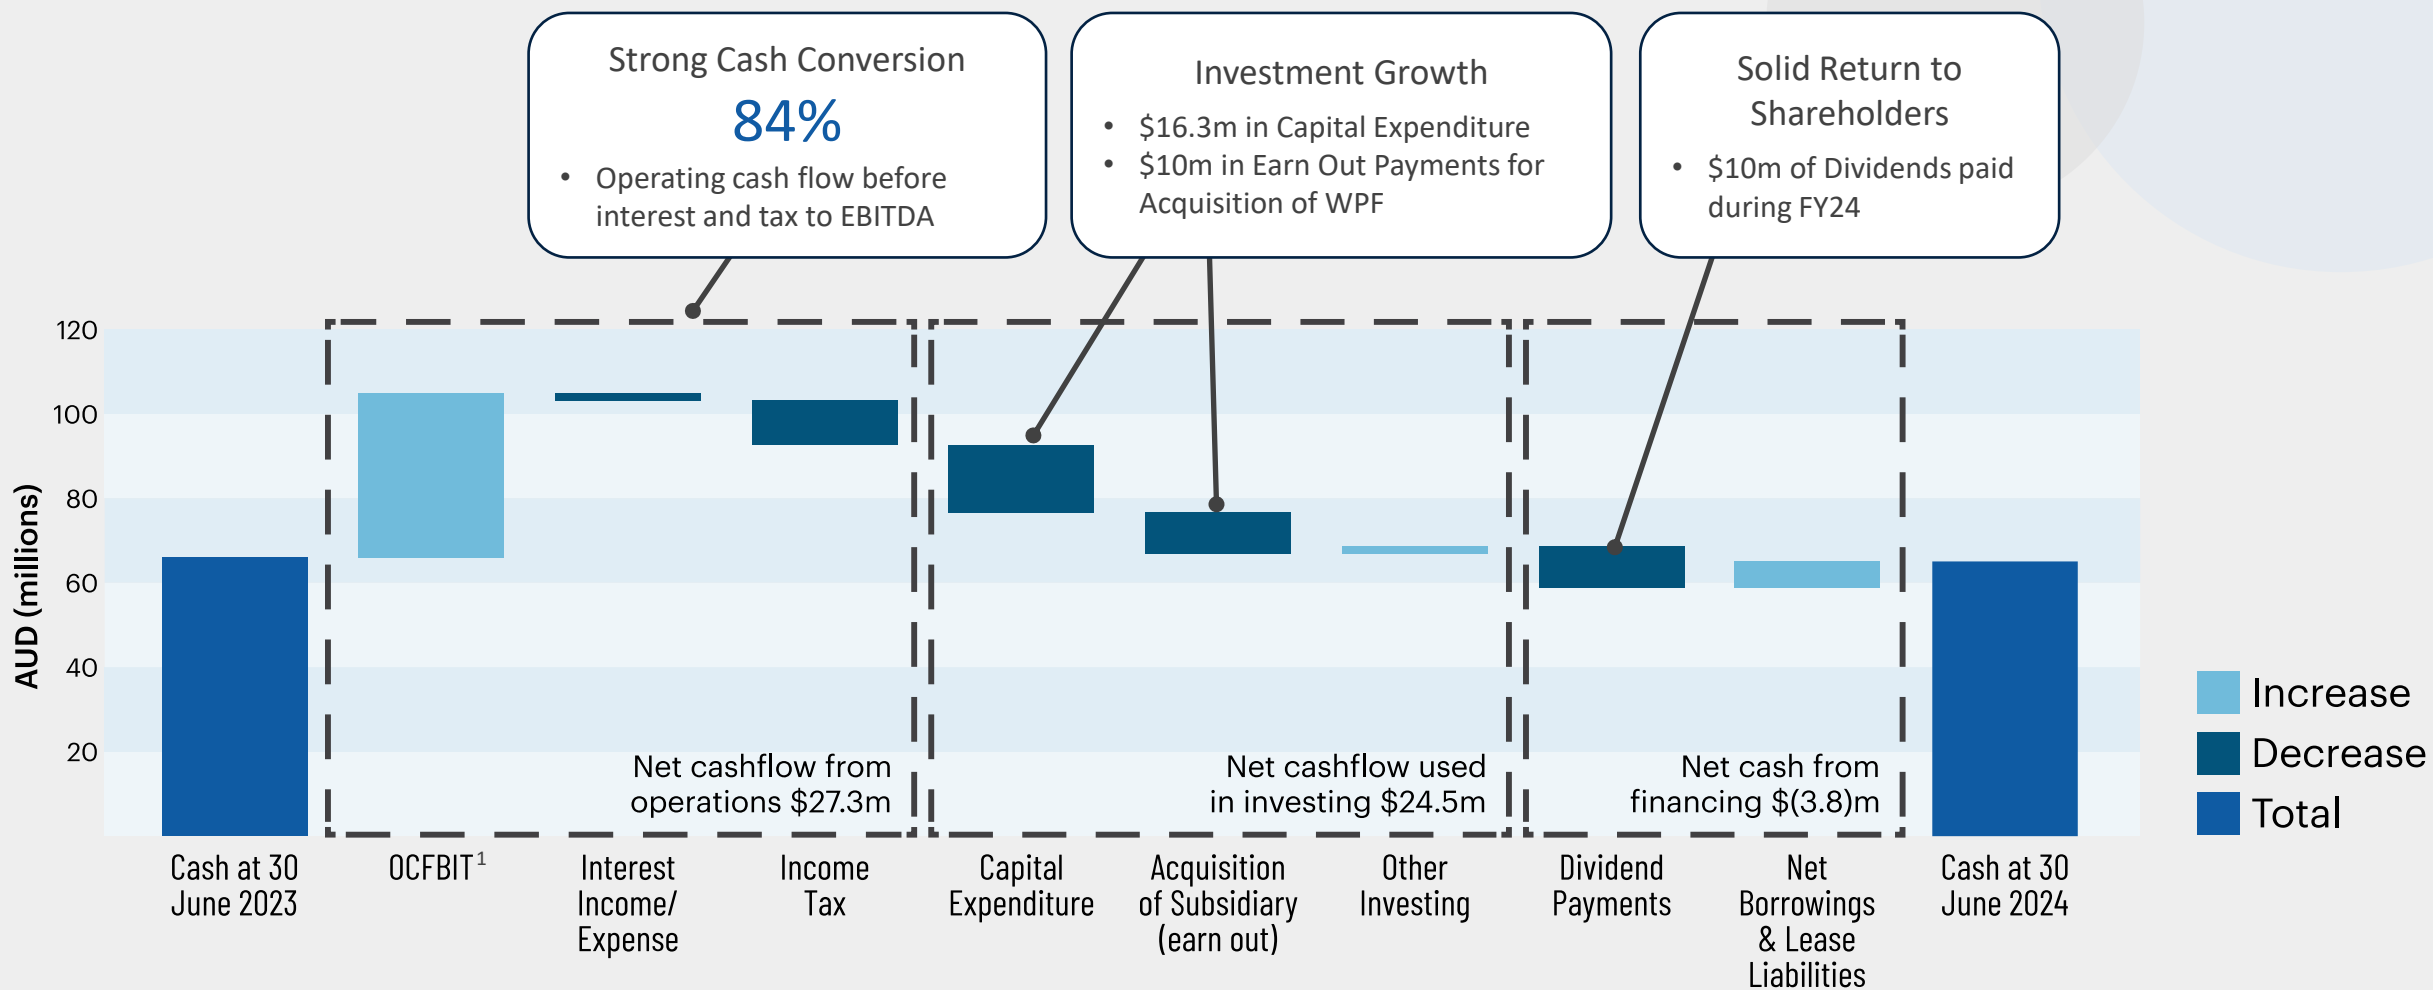 Strong Cash Conversion
84%
• Operating cash flow before
interest and tax to EBITDA
Investment Growth
• $16.3m in Capital Expenditure
• $10m in Earn Out Payments for
Acquisition of WPF
Solid Return to
Shareholders
• $10m of Dividends paid
during FY24
AUD (millions)
120
100
80
60
40
20
Net cashflow from
operations $27.3m
Net cashflow used
in investing $24.5m
Net cash from
financing $(3.8)m
Increase
Decrease
Total
Cash at 30
June 2023
OCFBIT¹
Interest
Income/
Expense
Income
Tax
Capital
Expenditure
Acquisition
of Subsidiary
(earn out)
Other
Investing
Dividend
Payments
Net
Borrowings
& Lease
Liabilities
Cash at 30
June 2024